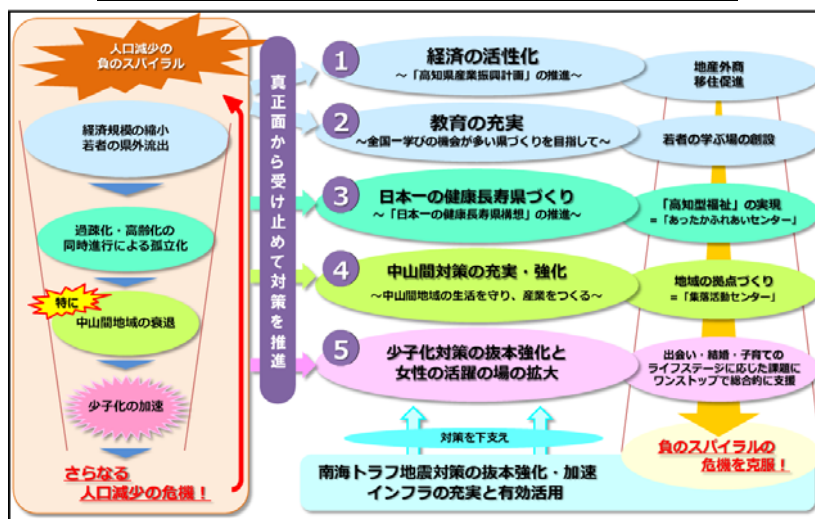 人口減少の
負のスパイラル
経済規模の縮小
若者の県外流出
過疎化・高齢化の
同時進行による孤立化
特に
中山間地域の衰退
少子化の加速
さらなる
人口減少の危機！
真正面から受け止めて対策を推進
1
経済の活性化
～「高知県産業振興計画」の推進～
2
教育の充実
～全国一学びの機会が多い県づくりを目指して～
3
日本一の健康長寿県づくり
～「日本一の健康長寿県構想」の推進～
4
中山間対策の充実・強化
～中山間地域の生活を守り、産業をつくる～
5
少子化対策の抜本強化と
女性の活躍の場の拡大
対策を下支え
南海トラフ地震対策の抜本強化・加速
インフラの充実と有効活用
地産外商
移住促進
若者の学ぶ場の創設
「高知型福祉」の実現
＝「あったかふれあいセンター」
地域の拠点づくり
＝「集落活動センター」
出会い・結婚・子育ての
ライフステージに応じた課題に
ワンストップで総合的に支援
負のスパイラルの
危機を克服！